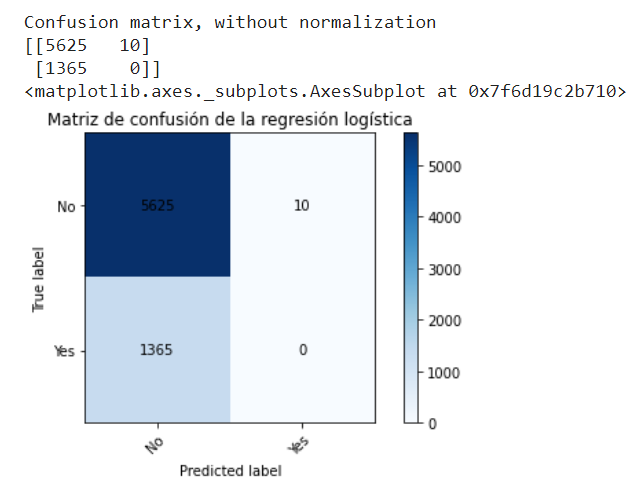 Confusion matrix, without normalization
[[5625   10]
 [1365    0]]
<matplotlib.axes._subplots.AxesSubplot at 0x7f6d19c2b710>
Matriz de confusión de la regresión logística
No 5625 10
Yes 1365 0
No Yes
True label
Predicted label
5000
4000
3000
2000
1000
0